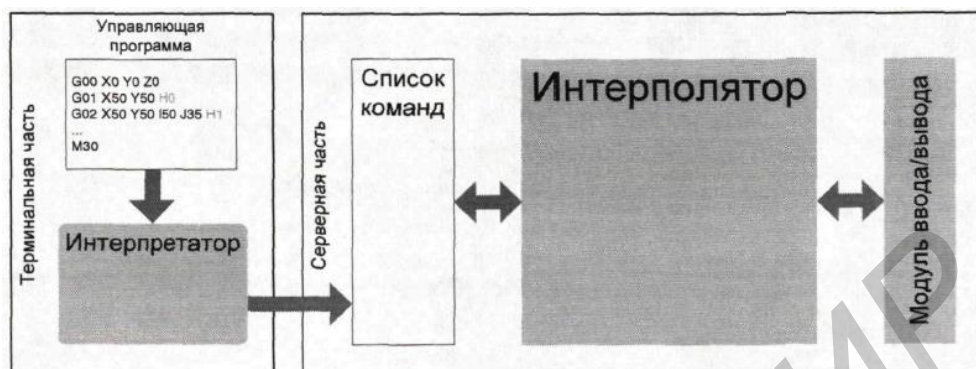 Управляющая
программа
G00 X0 Y0 Z0
G01 X50 Y50 H0
G02 X50 Y50 I50 J35 H1
...
M30
Интерпретатор
Терминальная часть
Серверная часть
Список
команд
Интерполятор
Модуль ввода/вывода
ИР